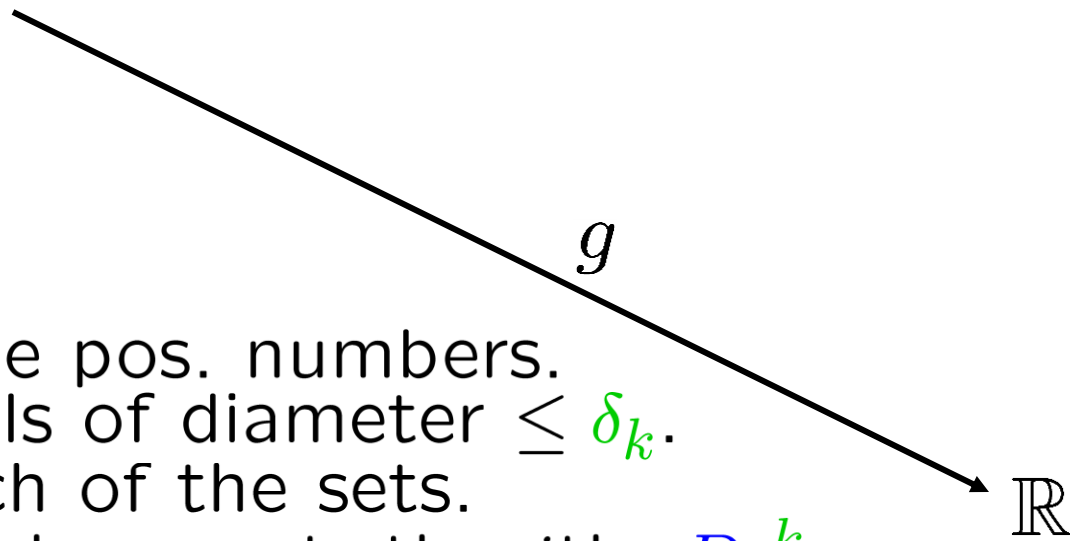 g
e pos. numbers.
ls of diameter ≤ δ_k.
ch of the sets.
ℝ
k